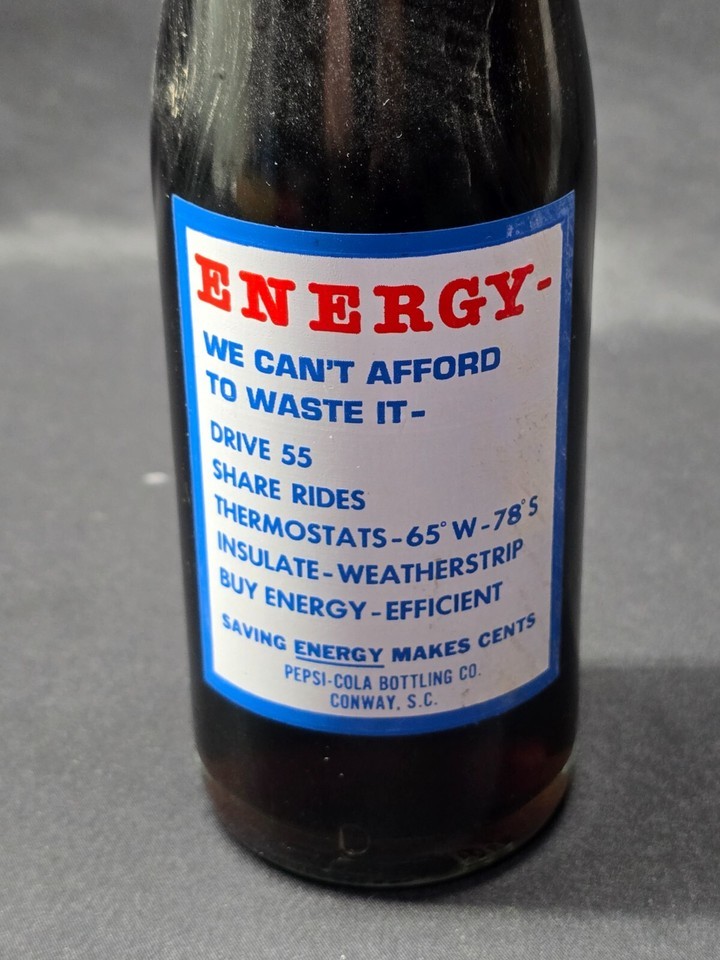 ENERGY-
WE CAN'T AFFORD
TO WASTE IT-
DRIVE 55
SHARE RIDES
THERMOSTATS-65° W-78° S
INSULATE-WEATHERSTRIP
BUY ENERGY-EFFICIENT
SAVING ENERGY MAKES CENTS
PEPSI-COLA BOTTLING CO.
CONWAY, S.C.